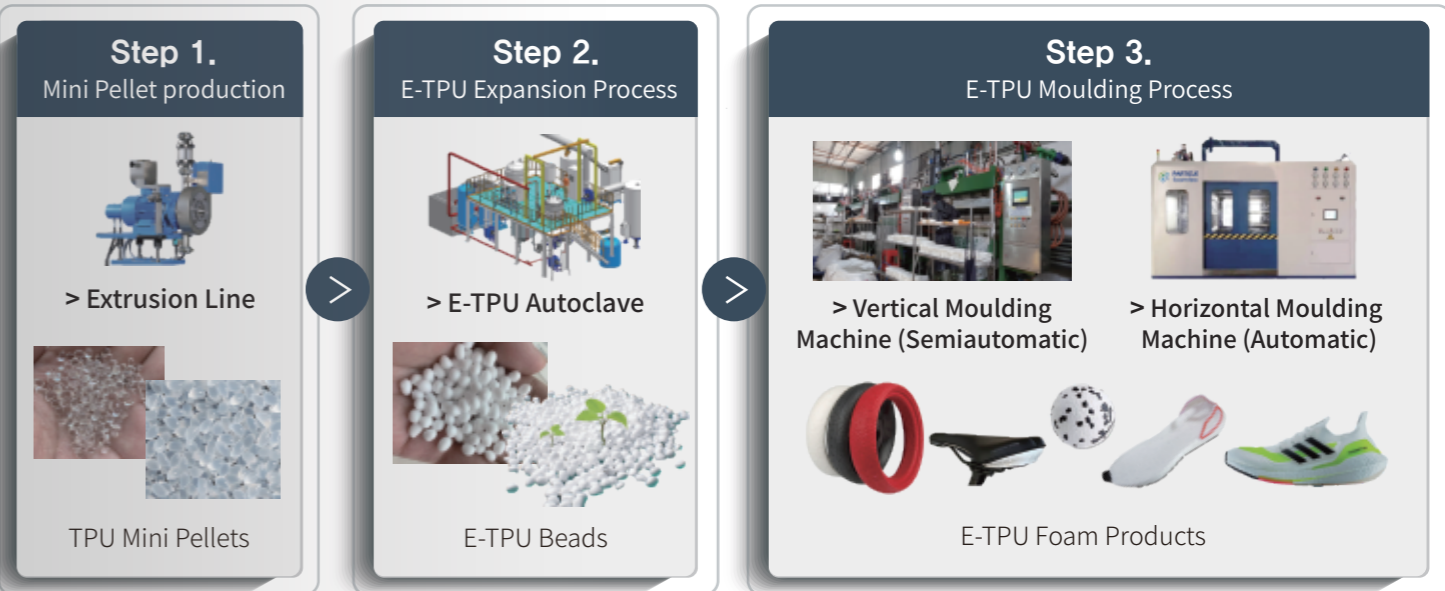 Step 1.
Mini Pellet production
> Extrusion Line
TPU Mini Pellets
>
Step 2.
E-TPU Expansion Process
> E-TPU Autoclave
E-TPU Beads
>
Step 3.
E-TPU Moulding Process
> Vertical Moulding
Machine (Semiautomatic)
> Horizontal Moulding
Machine (Automatic)
E-TPU Foam Products